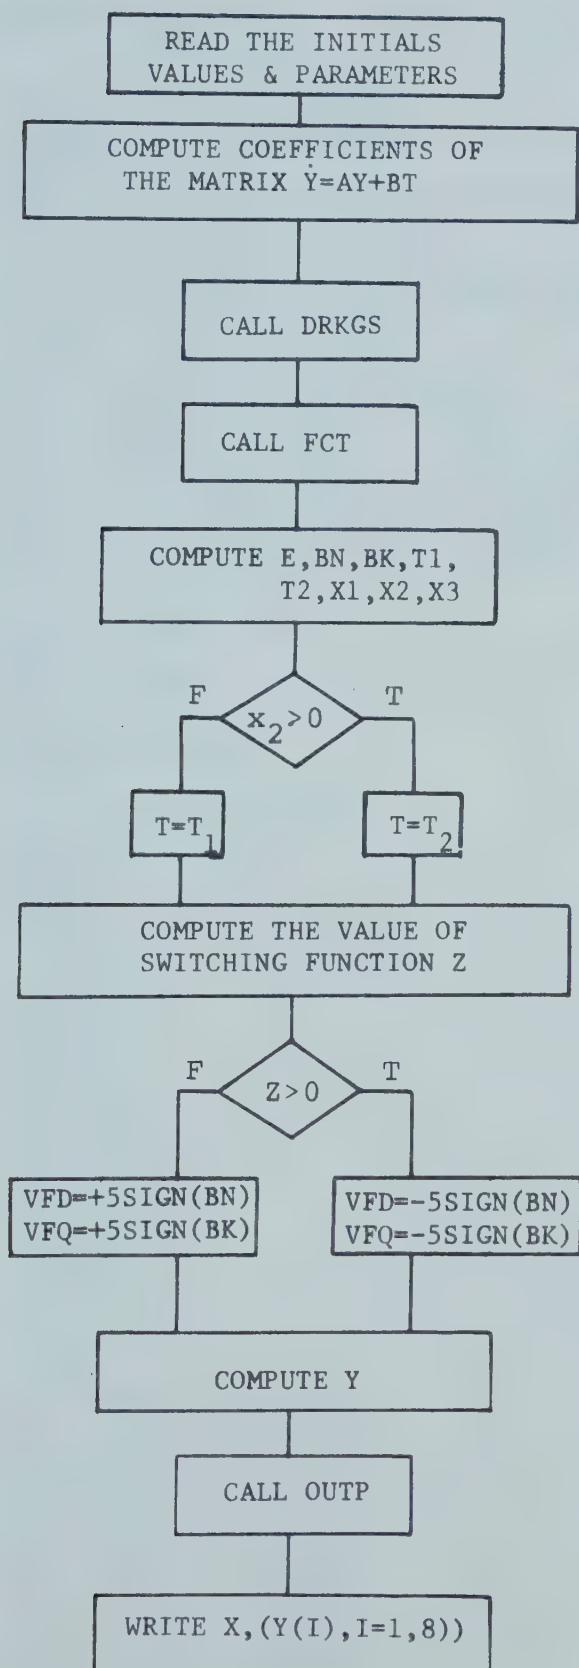 READ THE INITIALS
VALUES & PARAMETERS
COMPUTE COEFFICIENTS OF
THE MATRIX Ẏ=AY+BT
CALL DRKGS
CALL FCT
COMPUTE E,BN,BK,T1,
T2,X1,X2,X3
F
x₂>0
T
T=T₁
T=T₂
COMPUTE THE VALUE OF
SWITCHING FUNCTION Z
F
Z>0
T
VFD=+5SIGN(BN)
VFQ=+5SIGN(BK)
VFD=-5SIGN(BN)
VFQ=-5SIGN(BK)
COMPUTE Y
CALL OUTP
WRITE X,(Y(I),I=1,8))